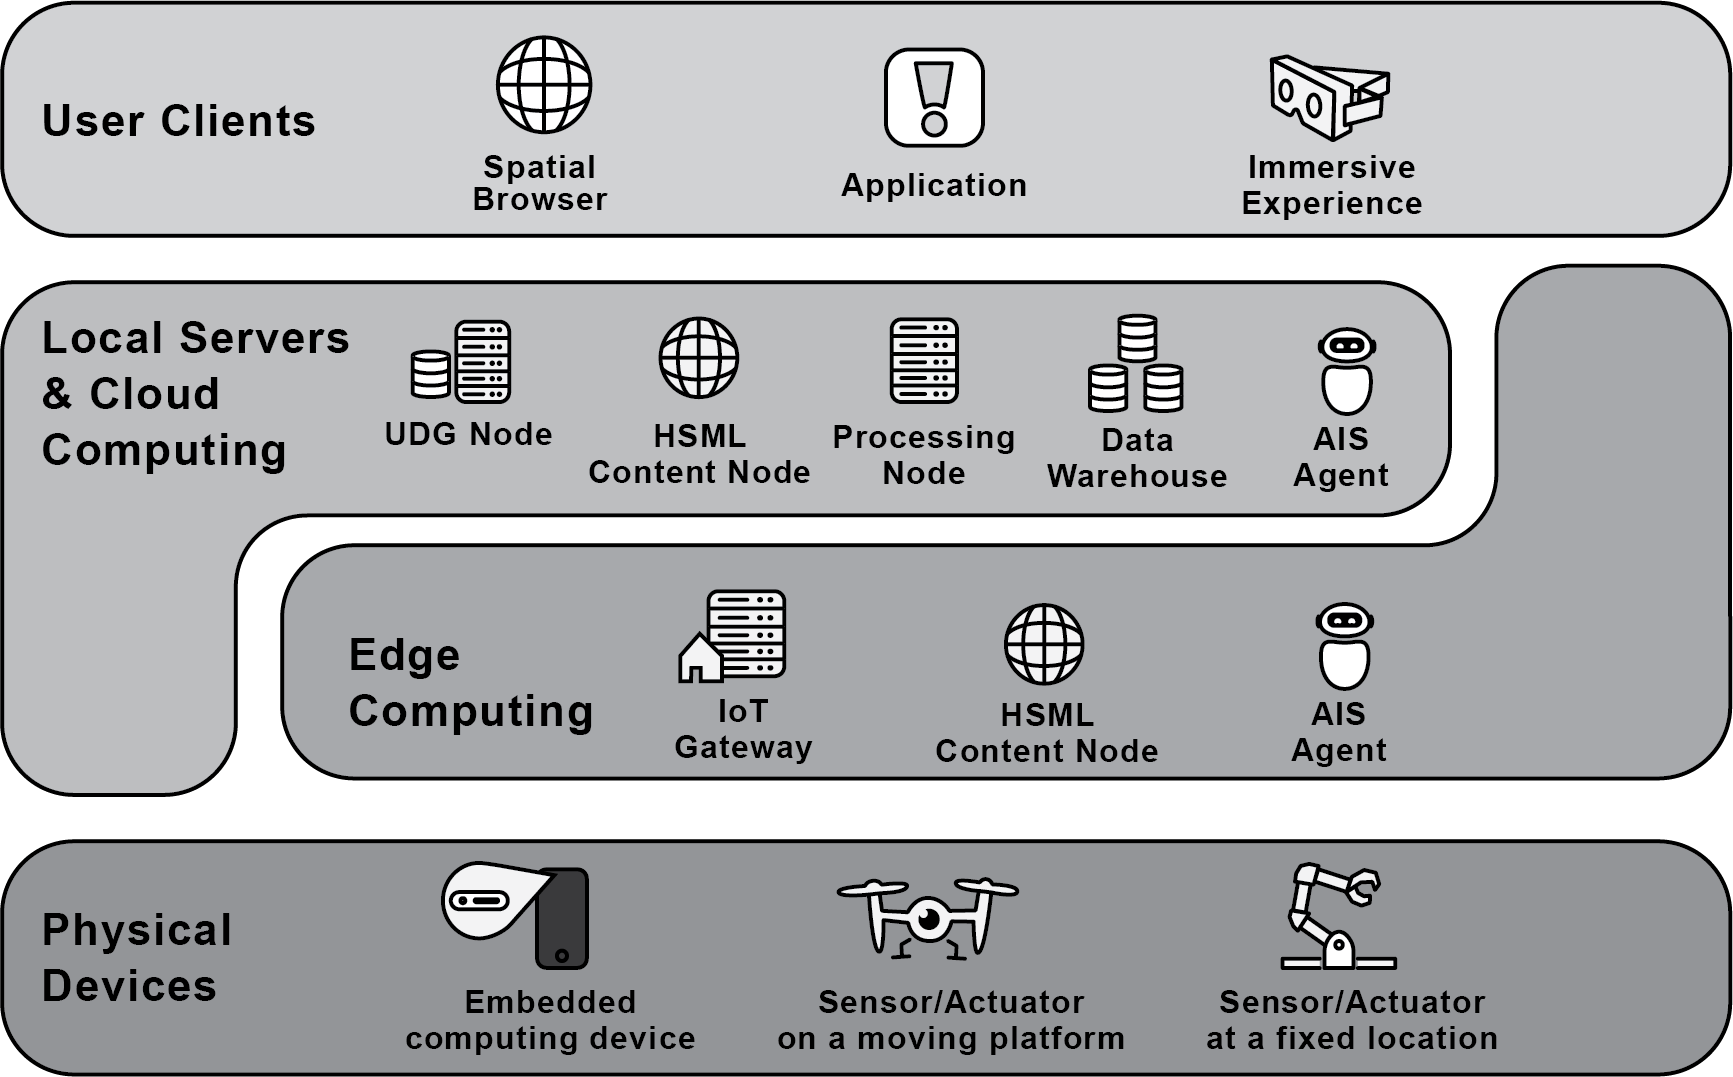 User Clients
Spatial
Browser
Application
Immersive
Experience
Local Servers
& Cloud
Computing
UDG Node
HSML
Content Node
Processing
Node
Data
Warehouse
AIS
Agent
Edge
Computing
IoT
Gateway
HSML
Content Node
AIS
Agent
Physical
Devices
Embedded
computing device
Sensor/Actuator
on a moving platform
Sensor/Actuator
at a fixed location